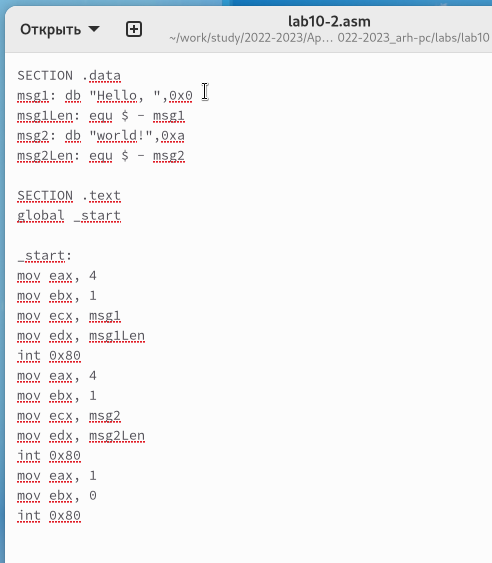 lab10-2.asm
Открыть
~/work/study/2022-2023/Ap... 022-2023_arh-pc/labs/lab10
SECTION .data
msg1: db "Hello, ",0x0
msg1Len: equ $ - msg1
msg2: db "world!",0xa
msg2Len: equ $ - msg2
SECTION .text
global _start
_start:
mov eax, 4
mov ebx, 1
mov ecx, msg1
mov edx, msg1Len
int 0x80
mov eax, 4
mov ebx, 1
mov ecx, msg2
mov edx, msg2Len
int 0x80
mov eax, 1
mov ebx, 0
int 0x80